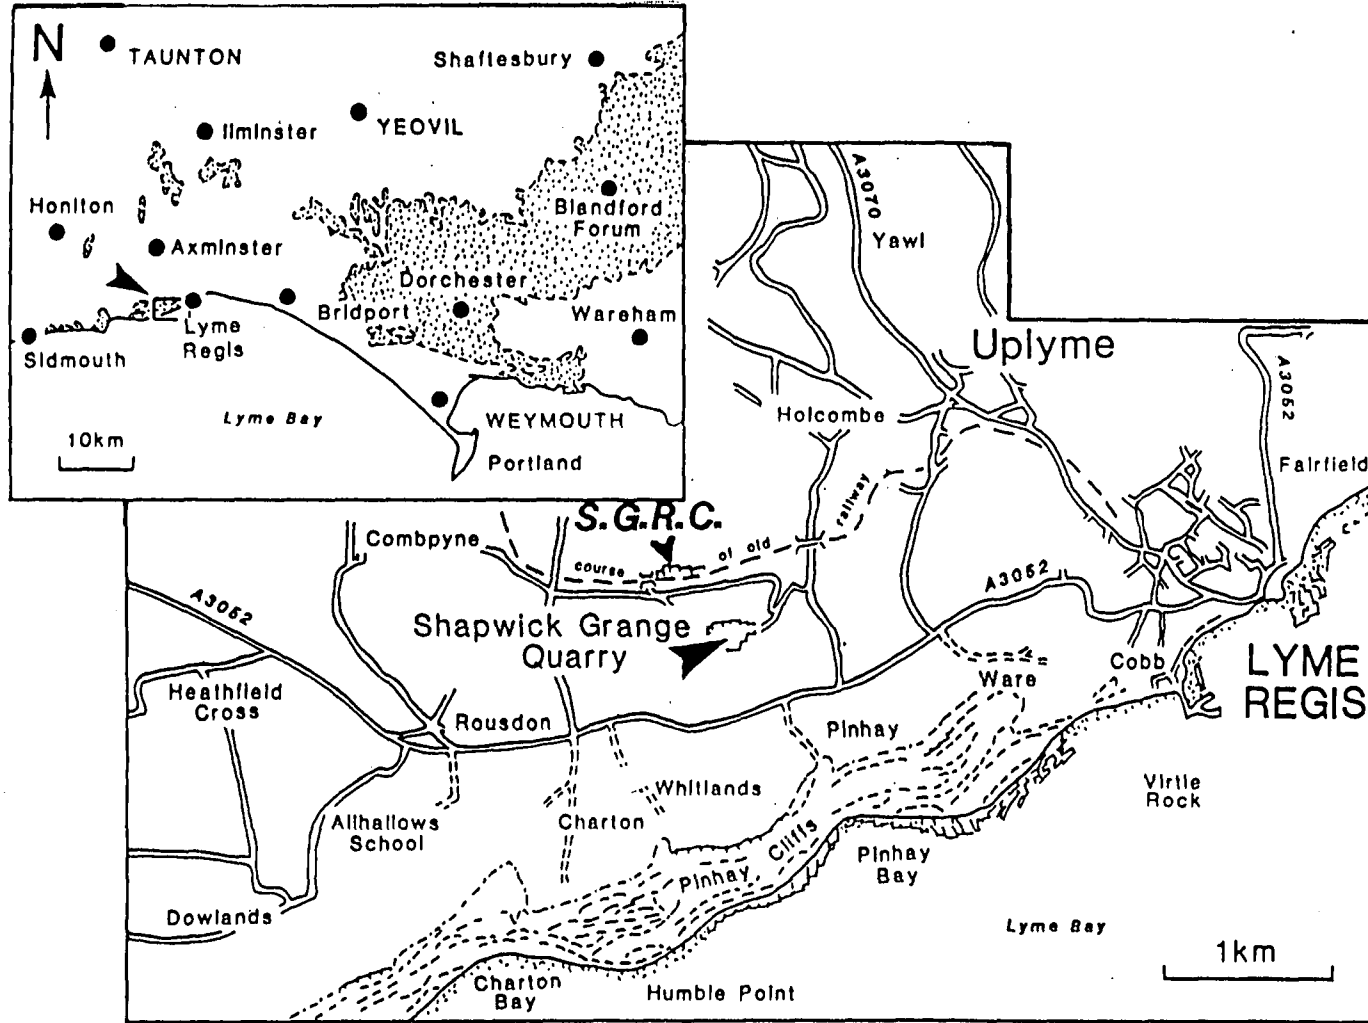 N
TAUNTON
Shaftesbury
Ilminster
YEOVIL
Honiton
Blandford
Forum
Axminster
Dorchester
Bridport
Wareham
Lyme
Regis
Sidmouth
Lyme Bay
WEYMOUTH
10km
Portland
A3070
Yawl
Uplyme
A3052
Holcombe
Fairfield
railway
S.G.R.C.
Combpyne
course of old
A3052
A3052
Shapwick Grange
Quarry
Cobb
LYME
REGIS
Ware
Heathfield
Cross
Rousdon
Pinhay
Whitlands
Virtle
Rock
Allhallows
School
Charton
Pinhay Cliffs
Pinhay
Bay
Dowlands
Lyme Bay
1km
Charton
Bay
Humble Point